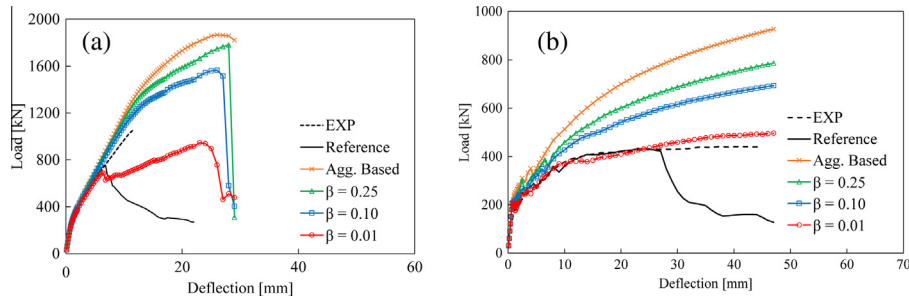 (a)
2000
1600
1200
800
400
0
Load [kN]
0 20 40 60
Deflection [mm]
EXP
Reference
Agg. Based
β = 0.25
β = 0.10
β = 0.01
(b)
1000
800
600
400
200
0
Load [kN]
0 10 20 30 40 50 60 70
Deflection [mm]
EXP
Reference
Agg. Based
β = 0.25
β = 0.10
β = 0.01